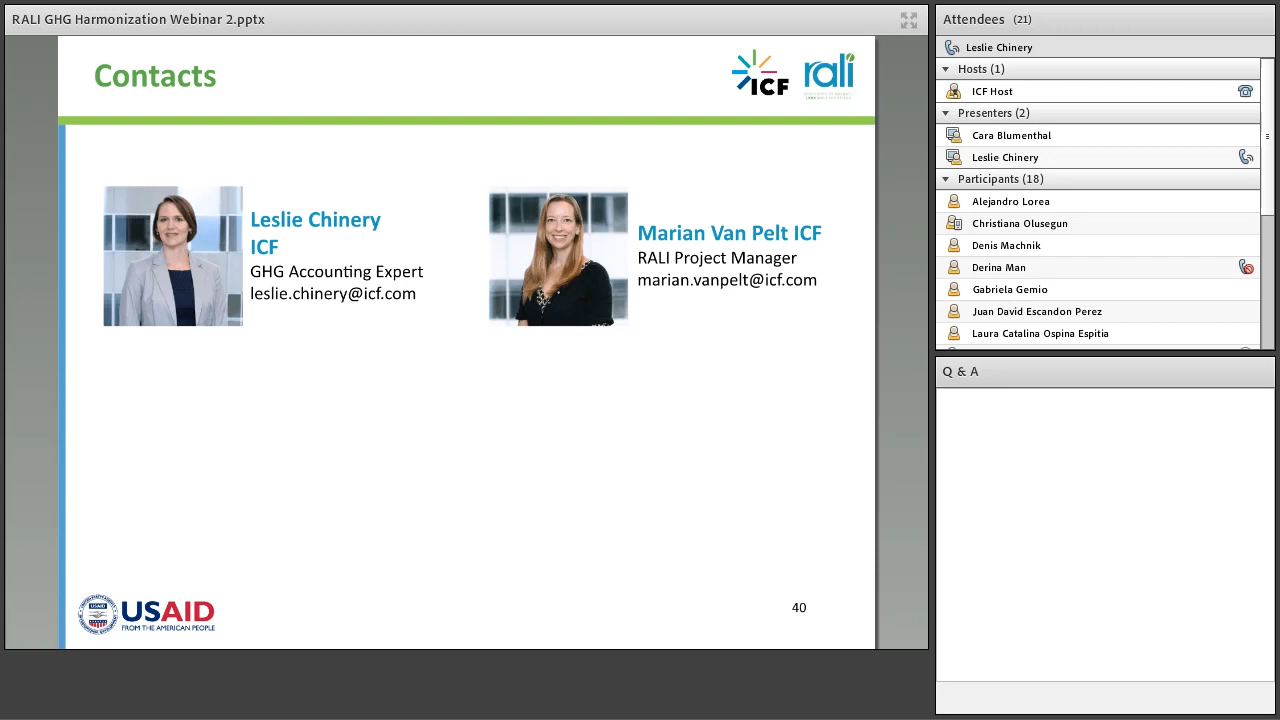 RALI GHG Harmonization Webinar 2.pptx
Contacts
ICF
rali
Leslie Chinery
ICF
GHG Accounting Expert
leslie.chinery@icf.com
Marian Van Pelt ICF
RALI Project Manager
marian.vanpelt@icf.com
USAID
FROM THE AMERICAN PEOPLE
40
Attendees (21)
Leslie Chinery
Hosts (1)
ICF Host
Presenters (2)
Cara Blumenthal
Leslie Chinery
Participants (18)
Alejandro Lorea
Christiana Olusegun
Denis Machnik
Derina Man
Gabriela Gemio
Juan David Escandon Perez
Laura Catalina Ospina Espitia
Q & A